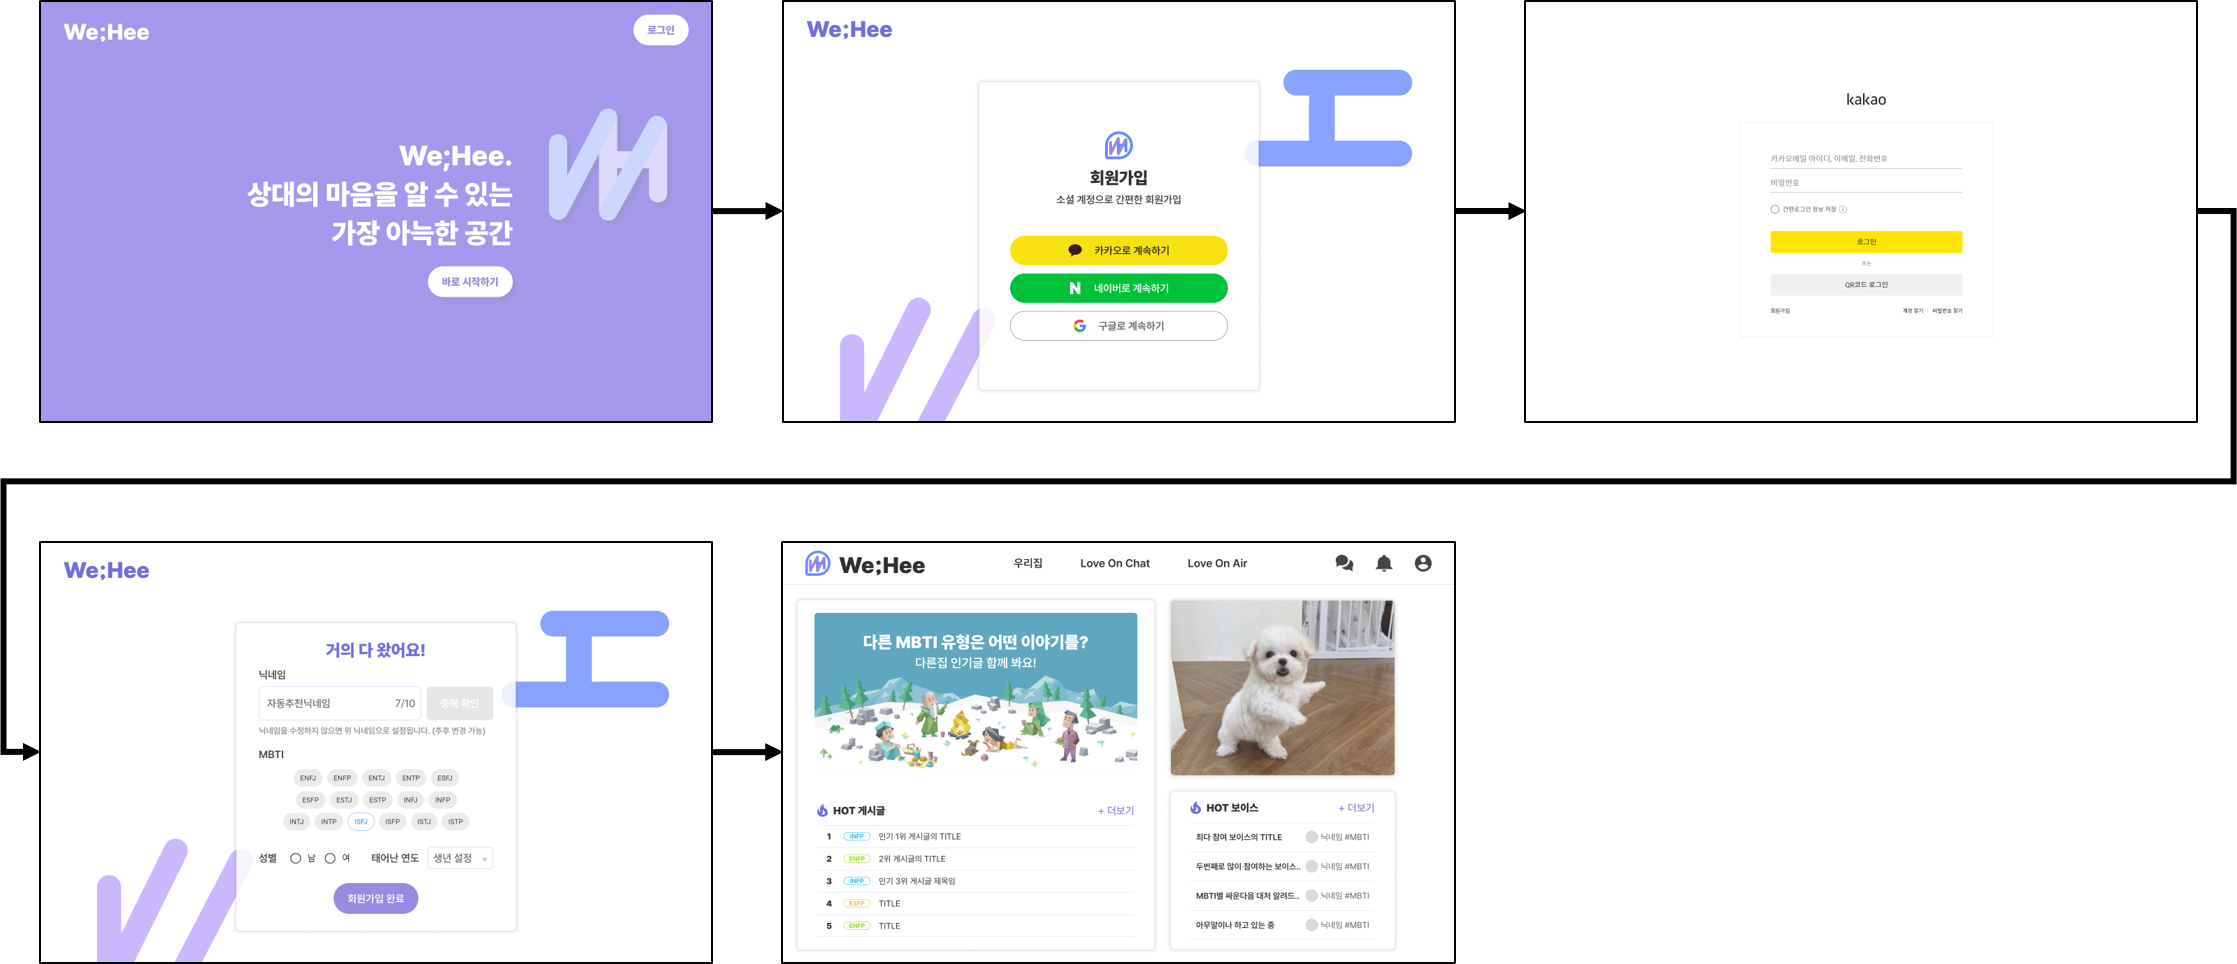 We;Hee
로그인
We;Hee.
상대의 마음을 알 수 있는
가장 아늑한 공간
바로 시작하기
We;Hee
회원가입
소셜 계정으로 간편한 회원가입
카카오로 계속하기
네이버로 계속하기
구글로 계속하기
kakao
카카오메일 아이디, 이메일, 전화번호
비밀번호
간편로그인 정보 저장
로그인
또는
QR코드 로그인
회원가입
계정 찾기 비밀번호 찾기
We;Hee
거의 다 왔어요!
닉네임
자동추천닉네임 7/10 중복 확인
닉네임을 수정하지 않으면 위 닉네임으로 설정됩니다. (추후 변경 가능)
MBTI
ENFJ ENFP ENTJ ENTP ESFJ
ESFP ESTJ ESTP INFJ INFP
INTJ INTP ISFJ ISFP ISTJ ISTP
성별 남 여 태어난 연도 생년 설정
회원가입 완료
We;Hee 우리집 Love On Chat Love On Air
다른 MBTI 유형은 어떤 이야기를?
다른집 인기글 함께 봐요!
HOT 게시글 + 더보기
1 INFP 인기 1위 게시글의 TITLE
2 ENFP 2위 게시글의 TITLE
3 INFP 인기 3위 게시글 제목임
4 ESFP TITLE
5 ENFP TITLE
HOT 보이스 + 더보기
최다 참여 보이스의 TITLE 닉네임 #MBTI
두번째로 많이 참여하는 보이스.. 닉네임 #MBTI
MBTI별 싸운다음 대처 알려드.. 닉네임 #MBTI
아무말이나 하고 있는 중 닉네임 #MBTI